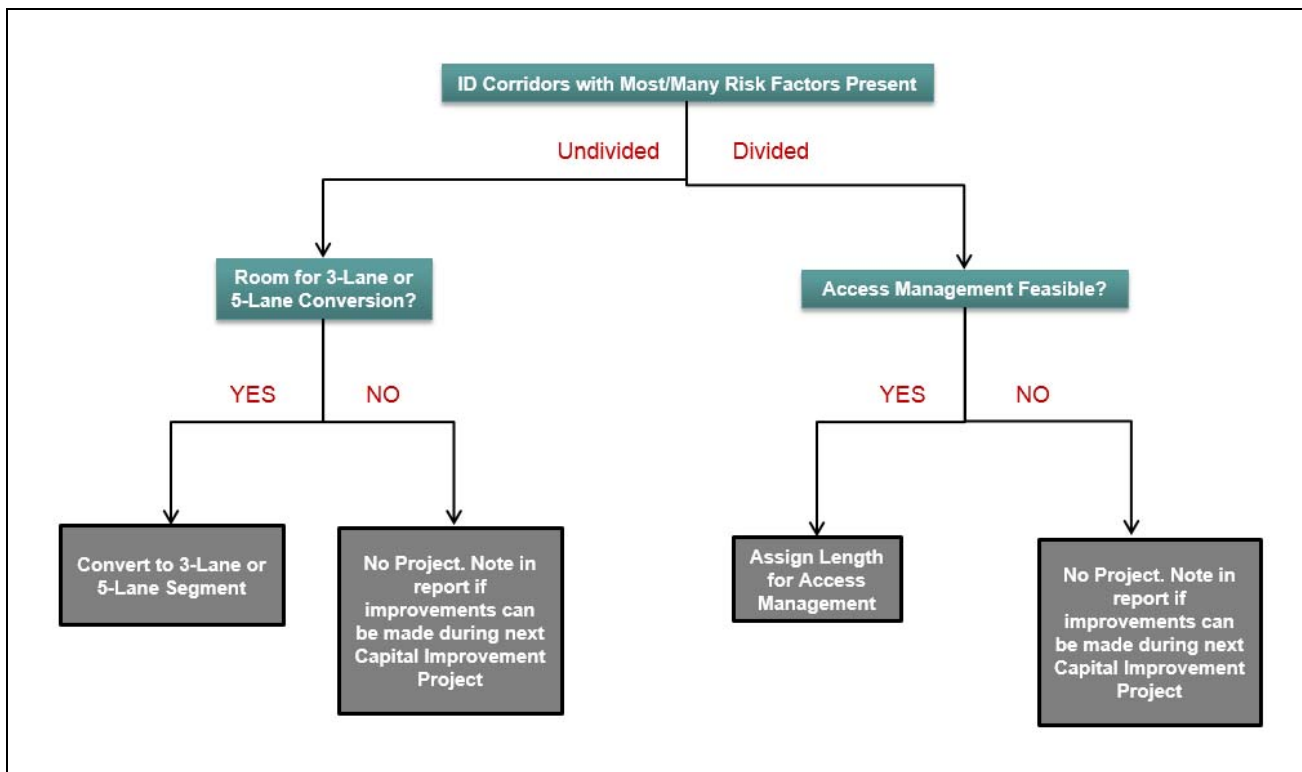 ID Corridors with Most/Many Risk Factors Present
Undivided
Divided
Room for 3-Lane or
5-Lane Conversion?
Access Management Feasible?
YES
NO
YES
NO
Convert to 3-Lane or
5-Lane Segment
No Project. Note in
report if
improvements can
be made during next
Capital Improvement
Project
Assign Length
for Access
Management
No Project. Note in
report if
improvements can
be made during next
Capital Improvement
Project